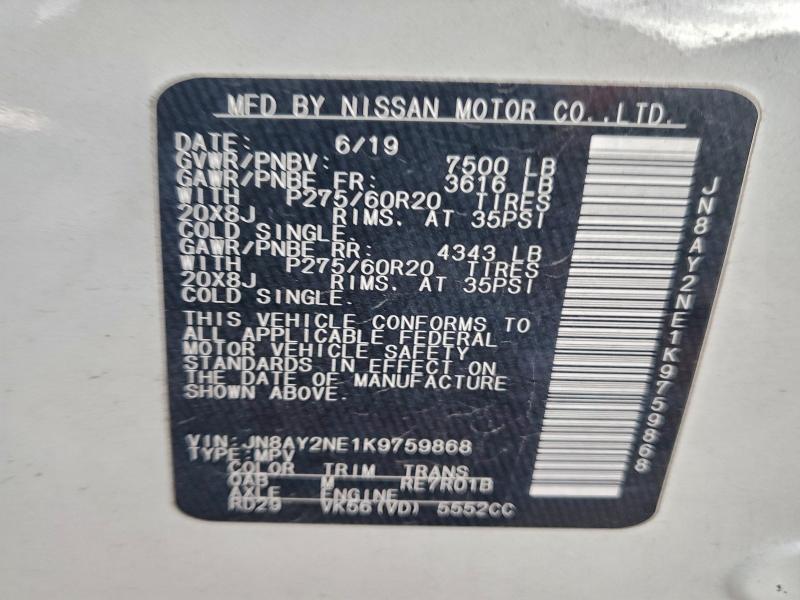 MFD BY NISSAN MOTOR CO.,LTD.
DATE: 6/19
GVWR/PNBV: 7500 LB
GAWR/PNBE FR: 3616 LB
WITH P275/60R20 TIRES
20X8J RIMS. AT 35PSI
COLD SINGLE.
GAWR/PNBE RR: 4343 LB
WITH P275/60R20 TIRES
20X8J RIMS. AT 35PSI
COLD SINGLE.
THIS VEHICLE CONFORMS TO
ALL APPLICABLE FEDERAL
MOTOR VEHICLE SAFETY
STANDARDS IN EFFECT ON
THE DATE OF MANUFACTURE
SHOWN ABOVE.
VIN:JN8AY2NE1K9759868
TYPE:MPV
COLOR TRIM TRANS
QAB M RE7R01B
AXLE ENGINE
RD29 VK56(VD) 5552CC
JN8AY2NE1K9759868